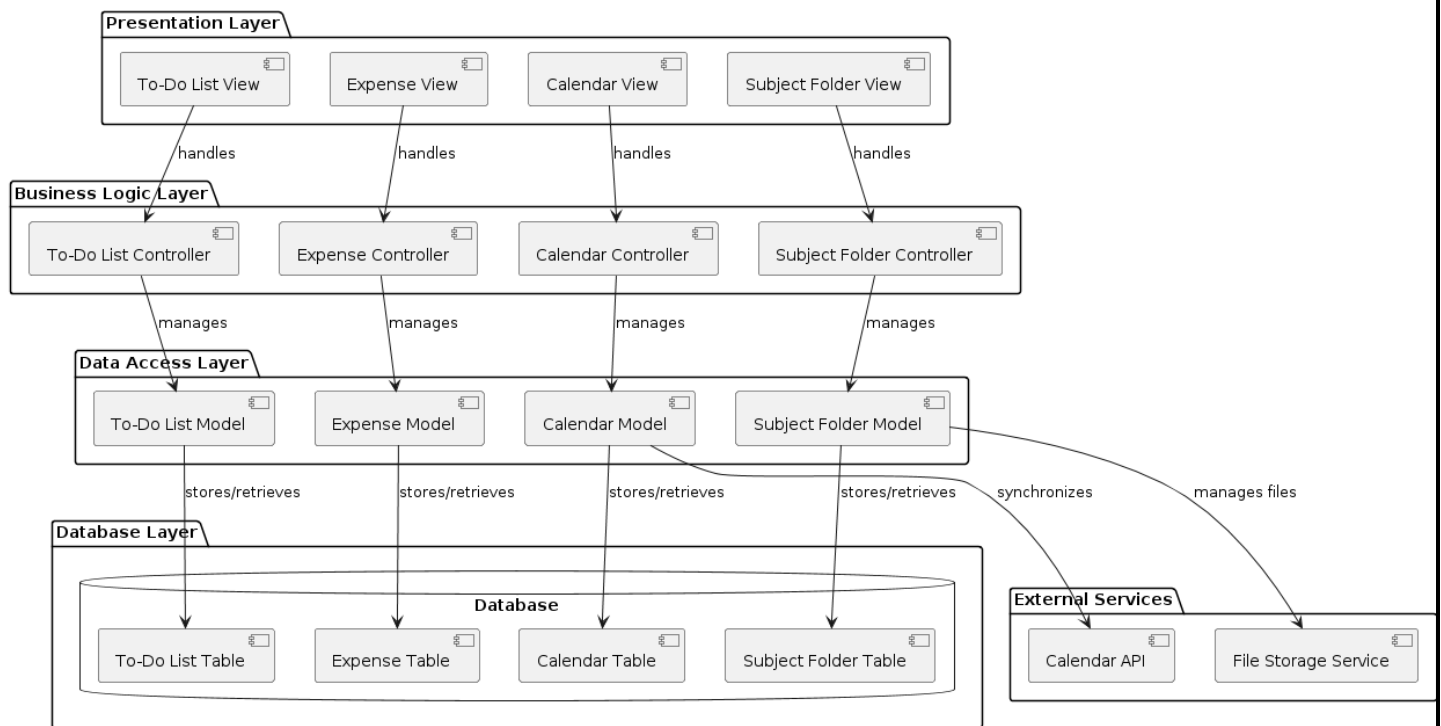 Presentation Layer
To-Do List View
Expense View
Calendar View
Subject Folder View
handles
handles
handles
handles
Business Logic Layer
To-Do List Controller
Expense Controller
Calendar Controller
Subject Folder Controller
manages
manages
manages
manages
Data Access Layer
To-Do List Model
Expense Model
Calendar Model
Subject Folder Model
stores/retrieves
stores/retrieves
stores/retrieves
stores/retrieves
synchronizes
manages files
Database Layer
Database
To-Do List Table
Expense Table
Calendar Table
Subject Folder Table
External Services
Calendar API
File Storage Service